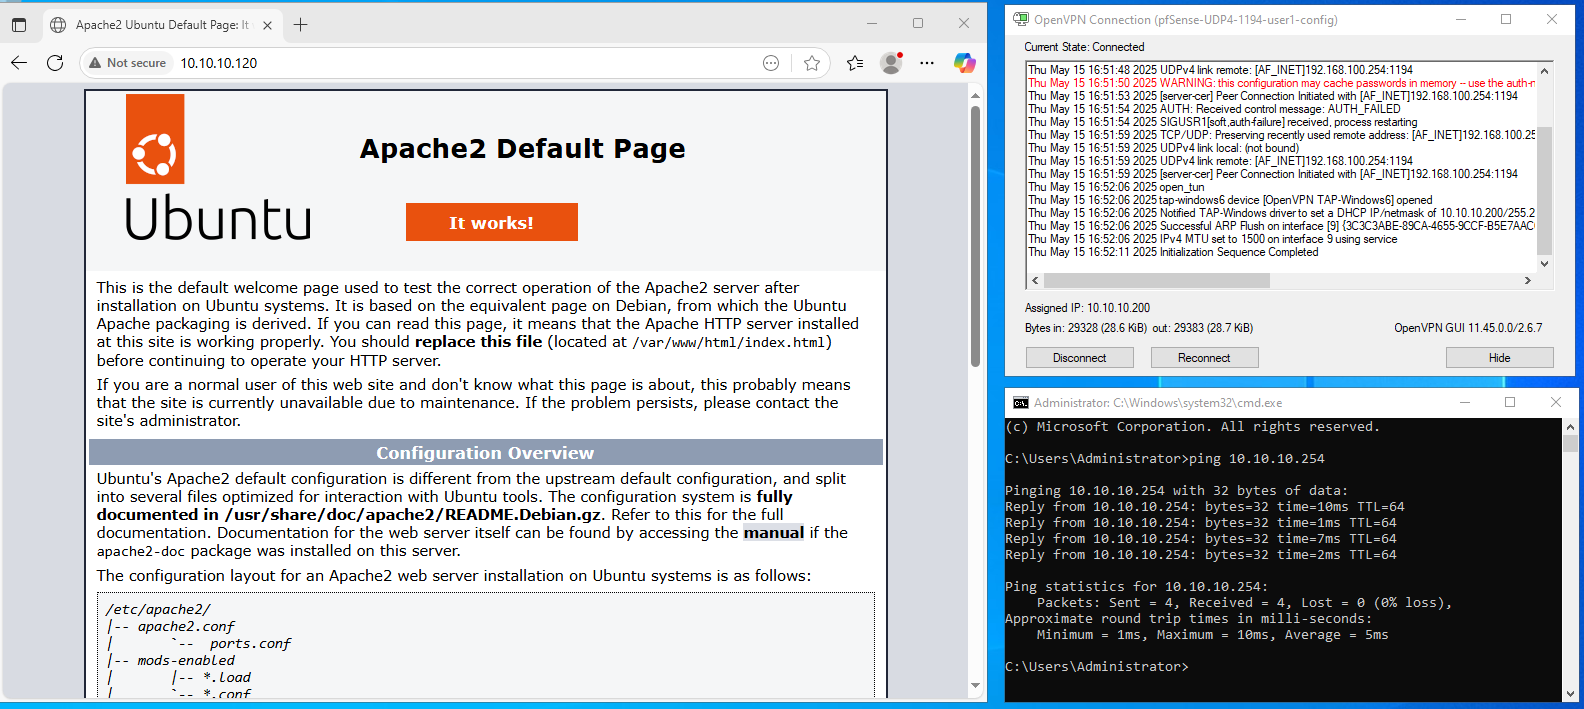 Apache2 Ubuntu Default Page: It
Not secure
10.10.10.120
Ubuntu
Apache2 Default Page
It works!
This is the default welcome page used to test the correct operation of the Apache2 server after
installation on Ubuntu systems. It is based on the equivalent page on Debian, from which the Ubuntu
Apache packaging is derived. If you can read this page, it means that the Apache HTTP server installed
at this site is working properly. You should replace this file (located at /var/www/html/index.html)
before continuing to operate your HTTP server.
If you are a normal user of this web site and don't know what this page is about, this probably means
that the site is currently unavailable due to maintenance. If the problem persists, please contact the
site's administrator.
Configuration Overview
Ubuntu's Apache2 default configuration is different from the upstream default configuration, and split
into several files optimized for interaction with Ubuntu tools. The configuration system is fully
documented in /usr/share/doc/apache2/README.Debian.gz. Refer to this for the full
documentation. Documentation for the web server itself can be found by accessing the manual if the
apache2-doc package was installed on this server.
The configuration layout for an Apache2 web server installation on Ubuntu systems is as follows:
/etc/apache2/
|-- apache2.conf
|       `--  ports.conf
|-- mods-enabled
|       |-- *.load
|       `-- *.conf
OpenVPN Connection (pfSense-UDP4-1194-user1-config)
Current State: Connected
Thu May 15 16:51:48 2025 UDPv4 link remote: [AF_INET]192.168.100.254:1194
Thu May 15 16:51:50 2025 WARNING: this configuration may cache passwords in memory -- use the auth-n
Thu May 15 16:51:53 2025 [server-cer] Peer Connection Initiated with [AF_INET]192.168.100.254:1194
Thu May 15 16:51:54 2025 AUTH: Received control message: AUTH_FAILED
Thu May 15 16:51:54 2025 SIGUSR1[soft,auth-failure] received, process restarting
Thu May 15 16:51:59 2025 TCP/UDP: Preserving recently used remote address: [AF_INET]192.168.100.25
Thu May 15 16:51:59 2025 UDPv4 link local: (not bound)
Thu May 15 16:51:59 2025 UDPv4 link remote: [AF_INET]192.168.100.254:1194
Thu May 15 16:51:59 2025 [server-cer] Peer Connection Initiated with [AF_INET]192.168.100.254:1194
Thu May 15 16:52:06 2025 open_tun
Thu May 15 16:52:06 2025 tap-windows6 device [OpenVPN TAP-Windows6] opened
Thu May 15 16:52:06 2025 Notified TAP-Windows driver to set a DHCP IP/netmask of 10.10.10.200/255.2
Thu May 15 16:52:06 2025 Successful ARP Flush on interface [9] {3C3C3ABE-89CA-4655-9CCF-B5E7AAC
Thu May 15 16:52:06 2025 IPv4 MTU set to 1500 on interface 9 using service
Thu May 15 16:52:11 2025 Initialization Sequence Completed
Assigned IP: 10.10.10.200
Bytes in: 29328 (28.6 KiB) out: 29383 (28.7 KiB)
OpenVPN GUI 11.45.0.0/2.6.7
Disconnect
Reconnect
Hide
Administrator: C:\Windows\system32\cmd.exe
(c) Microsoft Corporation. All rights reserved.
C:\Users\Administrator>ping 10.10.10.254
Pinging 10.10.10.254 with 32 bytes of data:
Reply from 10.10.10.254: bytes=32 time=10ms TTL=64
Reply from 10.10.10.254: bytes=32 time=1ms TTL=64
Reply from 10.10.10.254: bytes=32 time=7ms TTL=64
Reply from 10.10.10.254: bytes=32 time=2ms TTL=64
Ping statistics for 10.10.10.254:
    Packets: Sent = 4, Received = 4, Lost = 0 (0% loss),
Approximate round trip times in milli-seconds:
    Minimum = 1ms, Maximum = 10ms, Average = 5ms
C:\Users\Administrator>